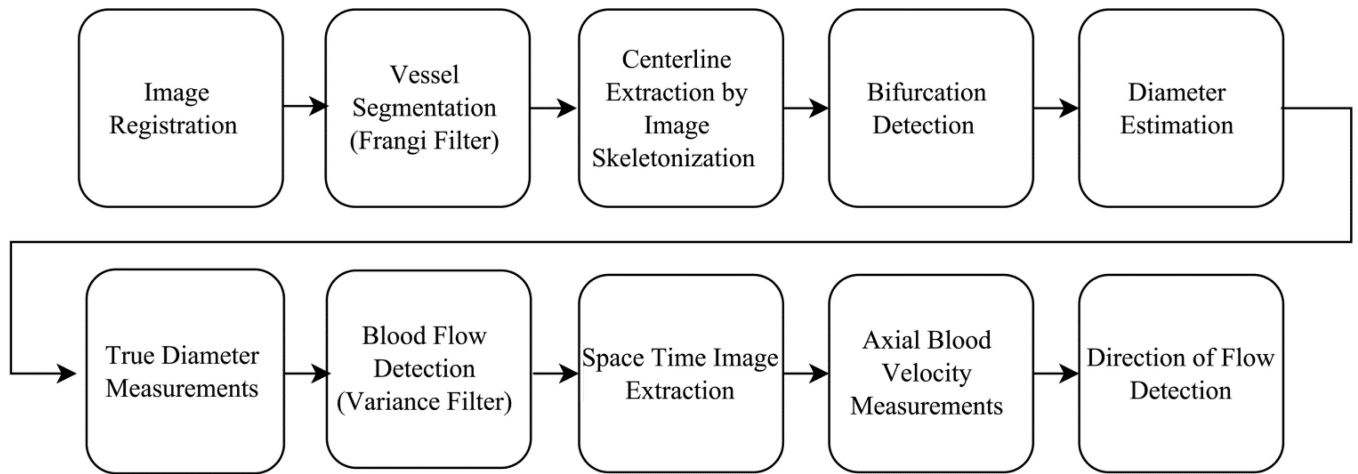 Image
Registration
Vessel
Segmentation
(Frangi Filter)
Centerline
Extraction by
Image
Skeletonization
Bifurcation
Detection
Diameter
Estimation
True Diameter
Measurements
Blood Flow
Detection
(Variance Filter)
Space Time Image
Extraction
Axial Blood
Velocity
Measurements
Direction of Flow
Detection